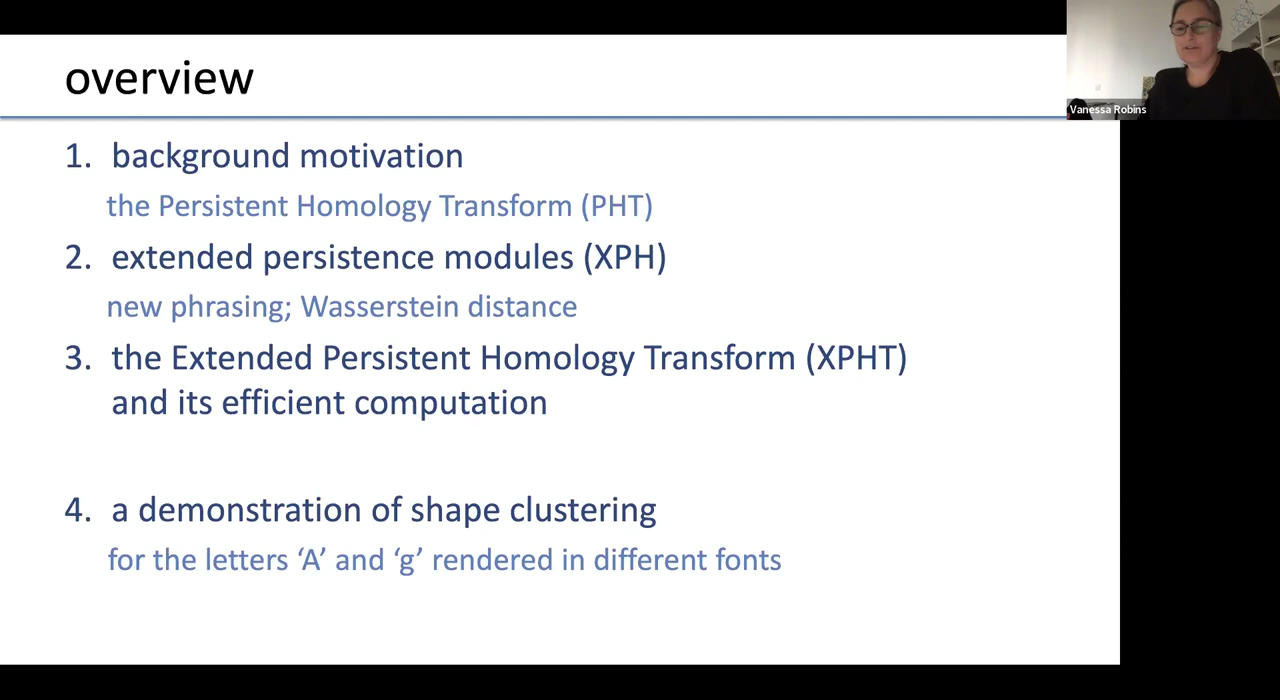 overview
Vanessa Robins
1. background motivation
the Persistent Homology Transform (PHT)
2. extended persistence modules (XPH)
new phrasing; Wasserstein distance
3. the Extended Persistent Homology Transform (XPHT)
and its efficient computation
4. a demonstration of shape clustering
for the letters ‘A’ and ‘g’ rendered in different fonts